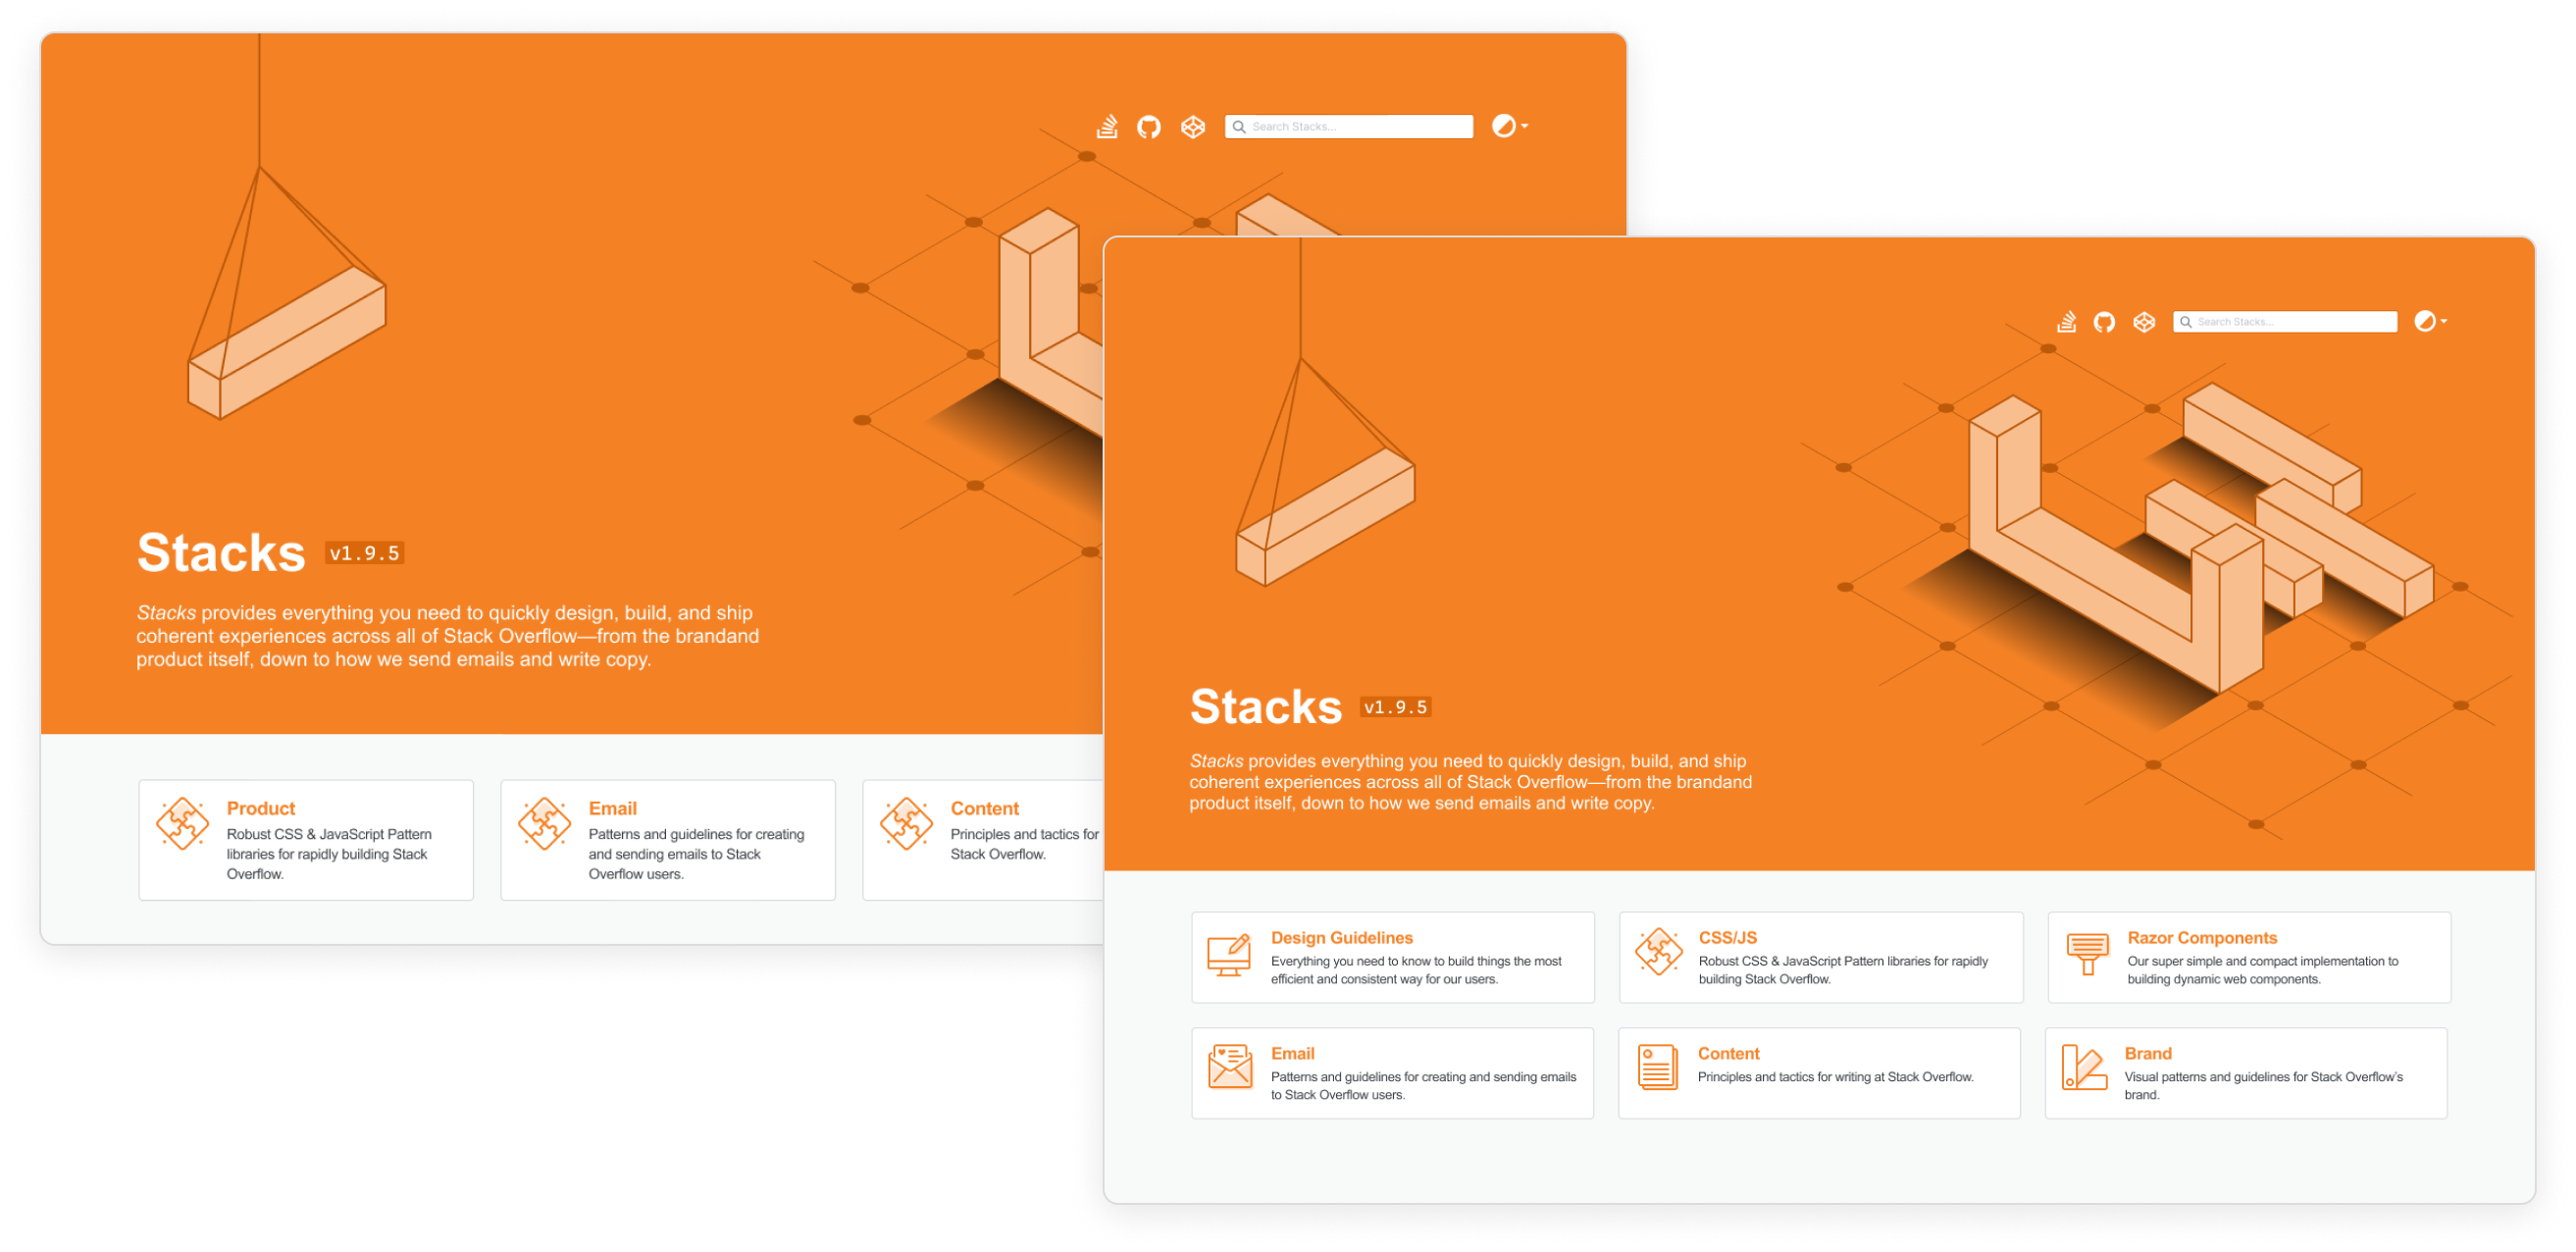 Search Stacks...
Stacks v1.9.5
Stacks provides everything you need to quickly design, build, and ship
coherent experiences across all of Stack Overflow—from the brandand
product itself, down to how we send emails and write copy.
Product
Robust CSS & JavaScript Pattern
libraries for rapidly building Stack
Overflow.
Email
Patterns and guidelines for creating
and sending emails to Stack
Overflow users.
Content
Principles and tactics for
Stack Overflow.
Search Stacks...
Stacks v1.9.5
Stacks provides everything you need to quickly design, build, and ship
coherent experiences across all of Stack Overflow—from the brandand
product itself, down to how we send emails and write copy.
Design Guidelines
Everything you need to know to build things the most
efficient and consistent way for our users.
CSS/JS
Robust CSS & JavaScript Pattern libraries for rapidly
building Stack Overflow.
Razor Components
Our super simple and compact implementation to
building dynamic web components.
Email
Patterns and guidelines for creating and sending emails
to Stack Overflow users.
Content
Principles and tactics for writing at Stack Overflow.
Brand
Visual patterns and guidelines for Stack Overflow's
brand.